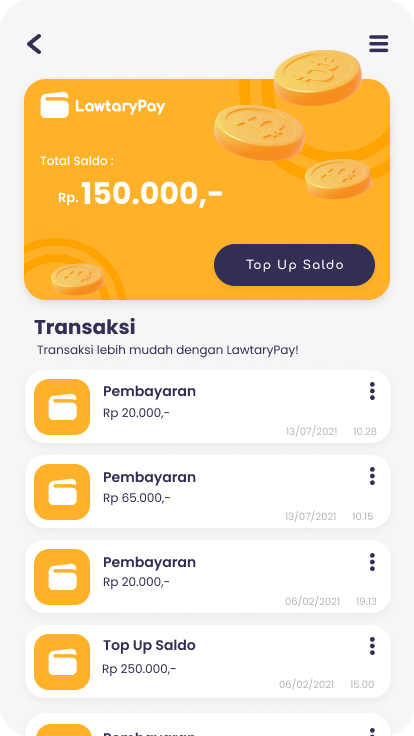 LawtaryPay
Total Saldo :
Rp. 150.000,-
Top Up Saldo
Transaksi
Transaksi lebih mudah dengan LawtaryPay!
Pembayaran
Rp 20.000,-
13/07/2021 10.28
Pembayaran
Rp 65.000,-
13/07/2021 10.15
Pembayaran
Rp 20.000,-
06/02/2021 19.13
Top Up Saldo
Rp 250.000,-
06/02/2021 15.00
Pembayaran